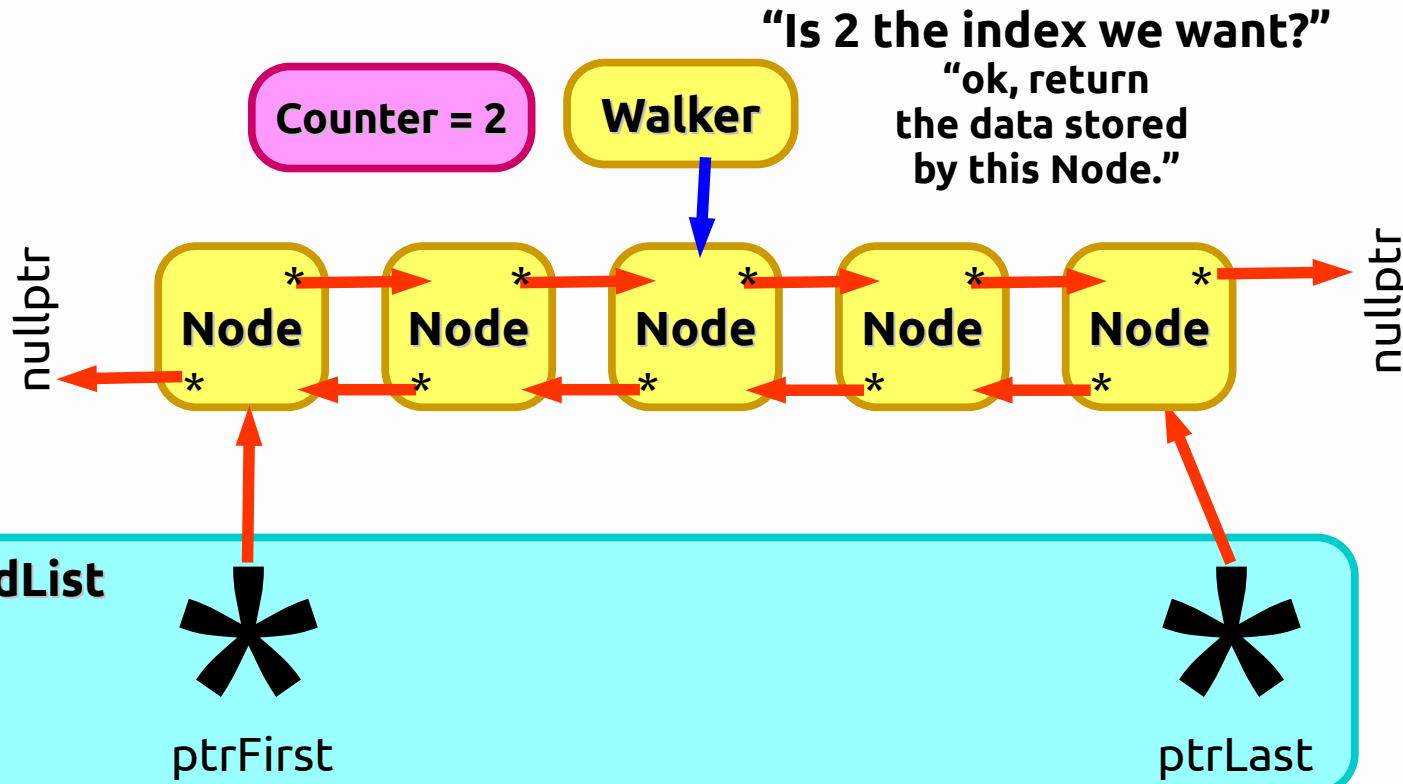 “Is 2 the index we want?”
“ok, return
the data stored
by this Node.”
Counter = 2
Walker
nullptr
nullptr
* * * * *
Node Node Node Node Node
* * * * *
dList
* *
ptrFirst
ptrLast